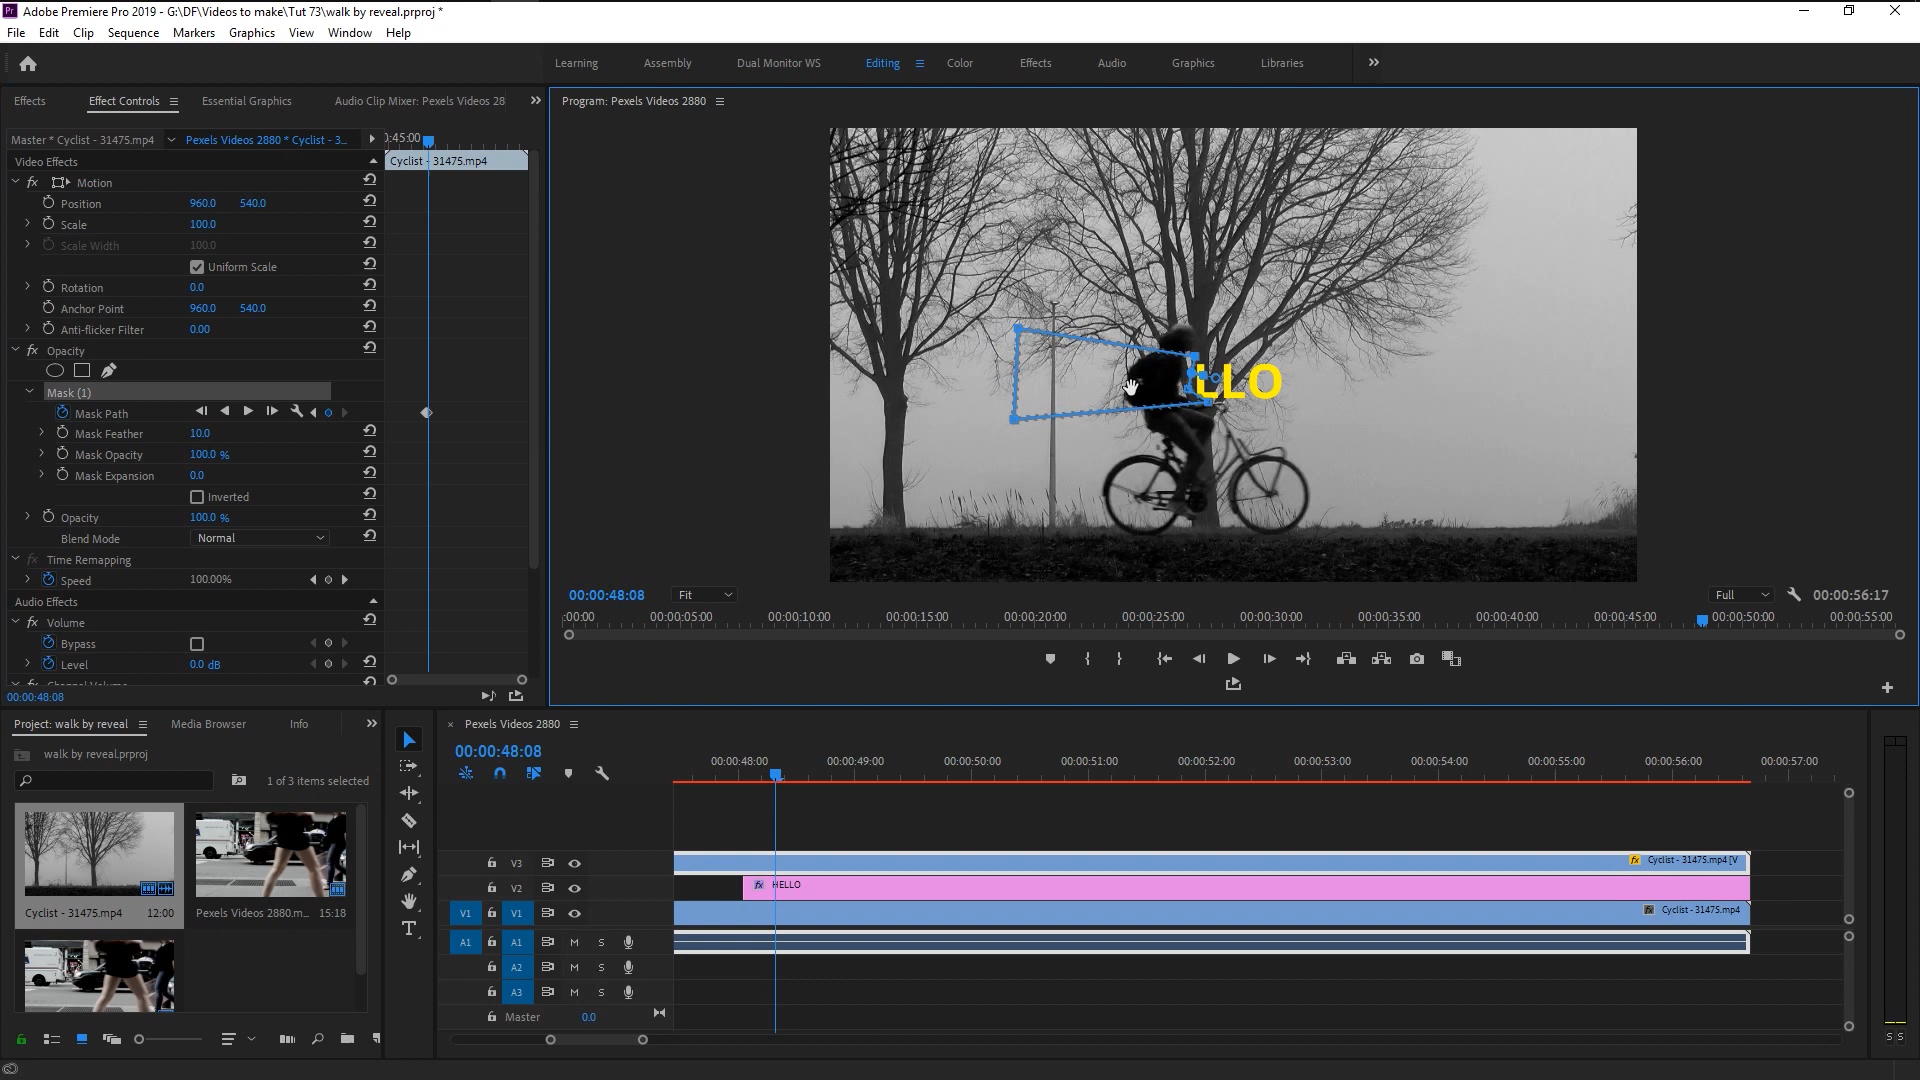 Adobe Premiere Pro 2019 - G:\DF\Videos to make\Tut 73\walk by reveal.prproj *
File Edit Clip Sequence Markers Graphics View Window Help
Learning Assembly Dual Monitor WS Editing Color Effects Audio Graphics Libraries
Effects Effect Controls Essential Graphics Audio Clip Mixer: Pexels Videos 28
Program: Pexels Videos 2880
Master * Cyclist - 31475.mp4 Pexels Videos 2880 * Cyclist - 3... 0:45:00
Video Effects Cyclist - 31475.mp4
fx Motion
Position 960.0 540.0
Scale 100.0
Scale Width 100.0
Uniform Scale
Rotation 0.0
Anchor Point 960.0 540.0
Anti-flicker Filter 0.00
fx Opacity
Mask (1)
Mask Path
Mask Feather 10.0
Mask Opacity 100.0 %
Mask Expansion 0.0
Inverted
Opacity 100.0 %
Blend Mode Normal
fx Time Remapping
Speed 100.00%
Audio Effects
fx Volume
Bypass
Level 0.0 dB
Channel Volume
00:00:48:08
LLO
00:00:48:08 Fit Full 00:00:56:17
:00:00 00:00:05:00 00:00:10:00 00:00:15:00 00:00:20:00 00:00:25:00 00:00:30:00 00:00:35:00 00:00:40:00 00:00:45:00 00:00:50:00 00:00:55:00
Project: walk by reveal Media Browser Info
walk by reveal.prproj
1 of 3 items selected
Cyclist - 31475.mp4 12:00
Pexels Videos 2880.m... 15:18
Pexels Videos 2880
00:00:48:08
00:00:48:00 00:00:49:00 00:00:50:00 00:00:51:00 00:00:52:00 00:00:53:00 00:00:54:00 00:00:55:00 00:00:56:00 00:00:57:00
V3 fx Cyclist - 31475.mp4 [V
V2 fx HELLO
V1 V1 fx Cyclist - 31475.mp4
A1 A1 M S
A2 M S
A3 M S
Master 0.0
S S